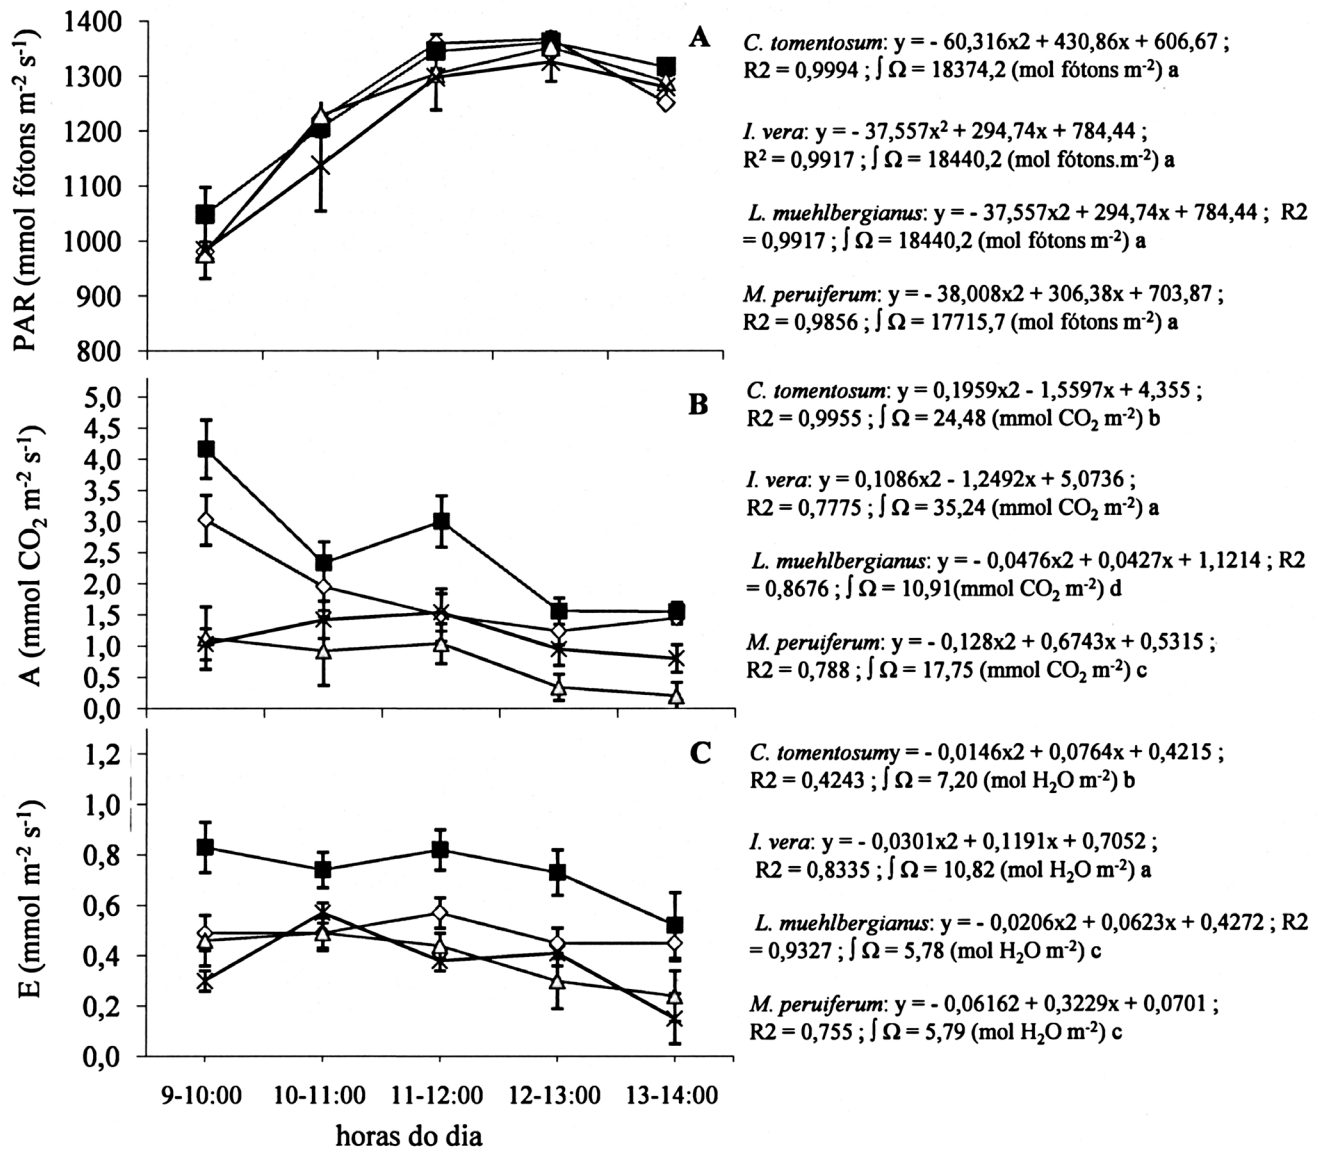 PAR (mmol fótons m-2 s-1)
1400
1300
1200
1100
1000
900
800
A
C. tomentosum: y = - 60,316x2 + 430,86x + 606,67 ;
R2 = 0,9994 ; ∫ Ω = 18374,2 (mol fótons m-2) a
I. vera: y = - 37,557x2 + 294,74x + 784,44 ;
R2 = 0,9917 ; ∫ Ω = 18440,2 (mol fótons.m-2) a
L. muehlbergianus: y = - 37,557x2 + 294,74x + 784,44 ; R2
= 0,9917 ; ∫ Ω = 18440,2 (mol fótons m-2) a
M. peruiferum: y = - 38,008x2 + 306,38x + 703,87 ;
R2 = 0,9856 ; ∫ Ω = 17715,7 (mol fótons m-2) a
A (mmol CO2 m-2 s-1)
5,0
4,5
4,0
3,5
3,0
2,5
2,0
1,5
1,0
0,5
0,0
B
C. tomentosum: y = 0,1959x2 - 1,5597x + 4,355 ;
R2 = 0,9955 ; ∫ Ω = 24,48 (mmol CO2 m-2) b
I. vera: y = 0,1086x2 - 1,2492x + 5,0736 ;
R2 = 0,7775 ; ∫ Ω = 35,24 (mmol CO2 m-2) a
L. muehlbergianus: y = - 0,0476x2 + 0,0427x + 1,1214 ; R2
= 0,8676 ; ∫ Ω = 10,91(mmol CO2 m-2) d
M. peruiferum: y = - 0,128x2 + 0,6743x + 0,5315 ;
R2 = 0,788 ; ∫ Ω = 17,75 (mmol CO2 m-2) c
E (mmol m-2 s-1)
1,2
1,0
0,8
0,6
0,4
0,2
0,0
C
C. tomentosumy = - 0,0146x2 + 0,0764x + 0,4215 ;
R2 = 0,4243 ; ∫ Ω = 7,20 (mol H2O m-2) b
I. vera: y = - 0,0301x2 + 0,1191x + 0,7052 ;
R2 = 0,8335 ; ∫ Ω = 10,82 (mol H2O m-2) a
L. muehlbergianus: y = - 0,0206x2 + 0,0623x + 0,4272 ; R2
= 0,9327 ; ∫ Ω = 5,78 (mol H2O m-2) c
M. peruiferum: y = - 0,06162 + 0,3229x + 0,0701 ;
R2 = 0,755 ; ∫ Ω = 5,79 (mol H2O m-2) c
9-10:00 10-11:00 11-12:00 12-13:00 13-14:00
horas do dia